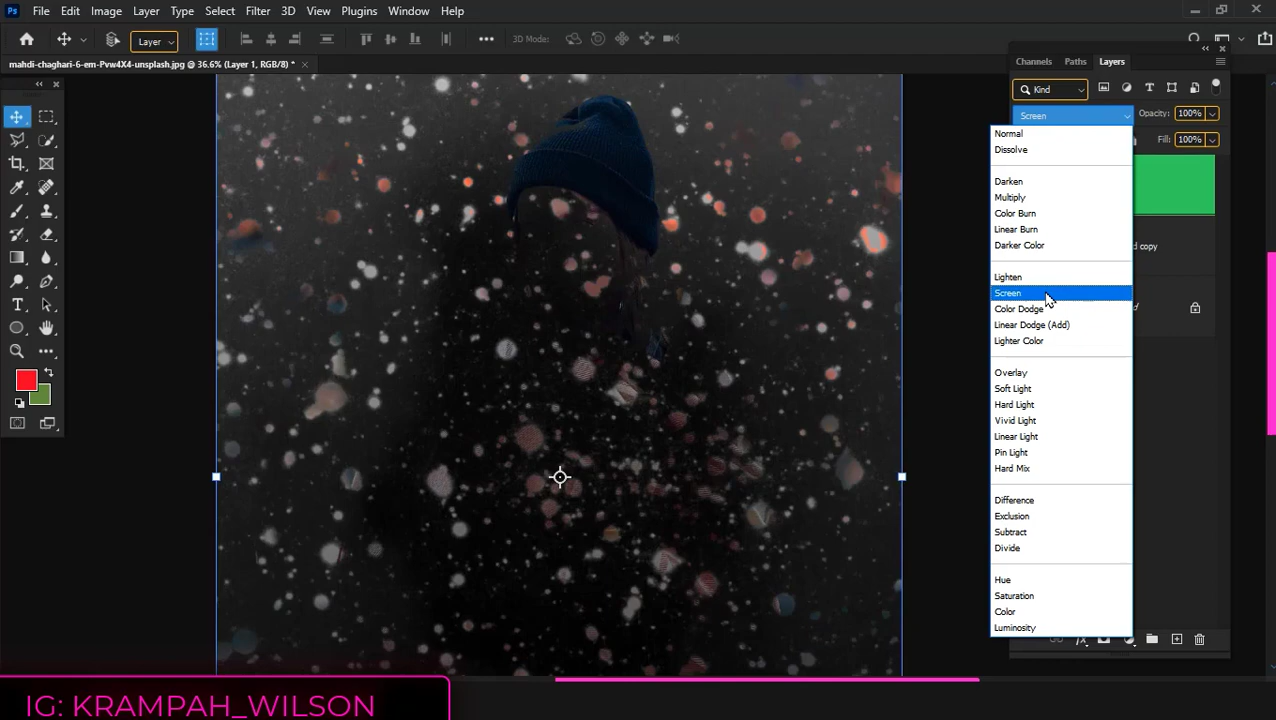 Ps File Edit Image Layer Type Select Filter 3D View Plugins Window Help
Layer 3D Mode:
mahdi-chaghari-6-em-Pvw4X4-unsplash.jpg @ 36.6% (Layer 1, RGB/8) *
Channels Paths Layers
Kind
Screen Opacity: 100%
Normal Fill: 100%
Dissolve
Darken
Multiply
Color Burn
Linear Burn
Darker Color
d copy
Lighten
Screen
Color Dodge
Linear Dodge (Add)
Lighter Color
Overlay
Soft Light
Hard Light
Vivid Light
Linear Light
Pin Light
Hard Mix
Difference
Exclusion
Subtract
Divide
Hue
Saturation
Color
Luminosity
fx
IG: KRAMPAH_WILSON